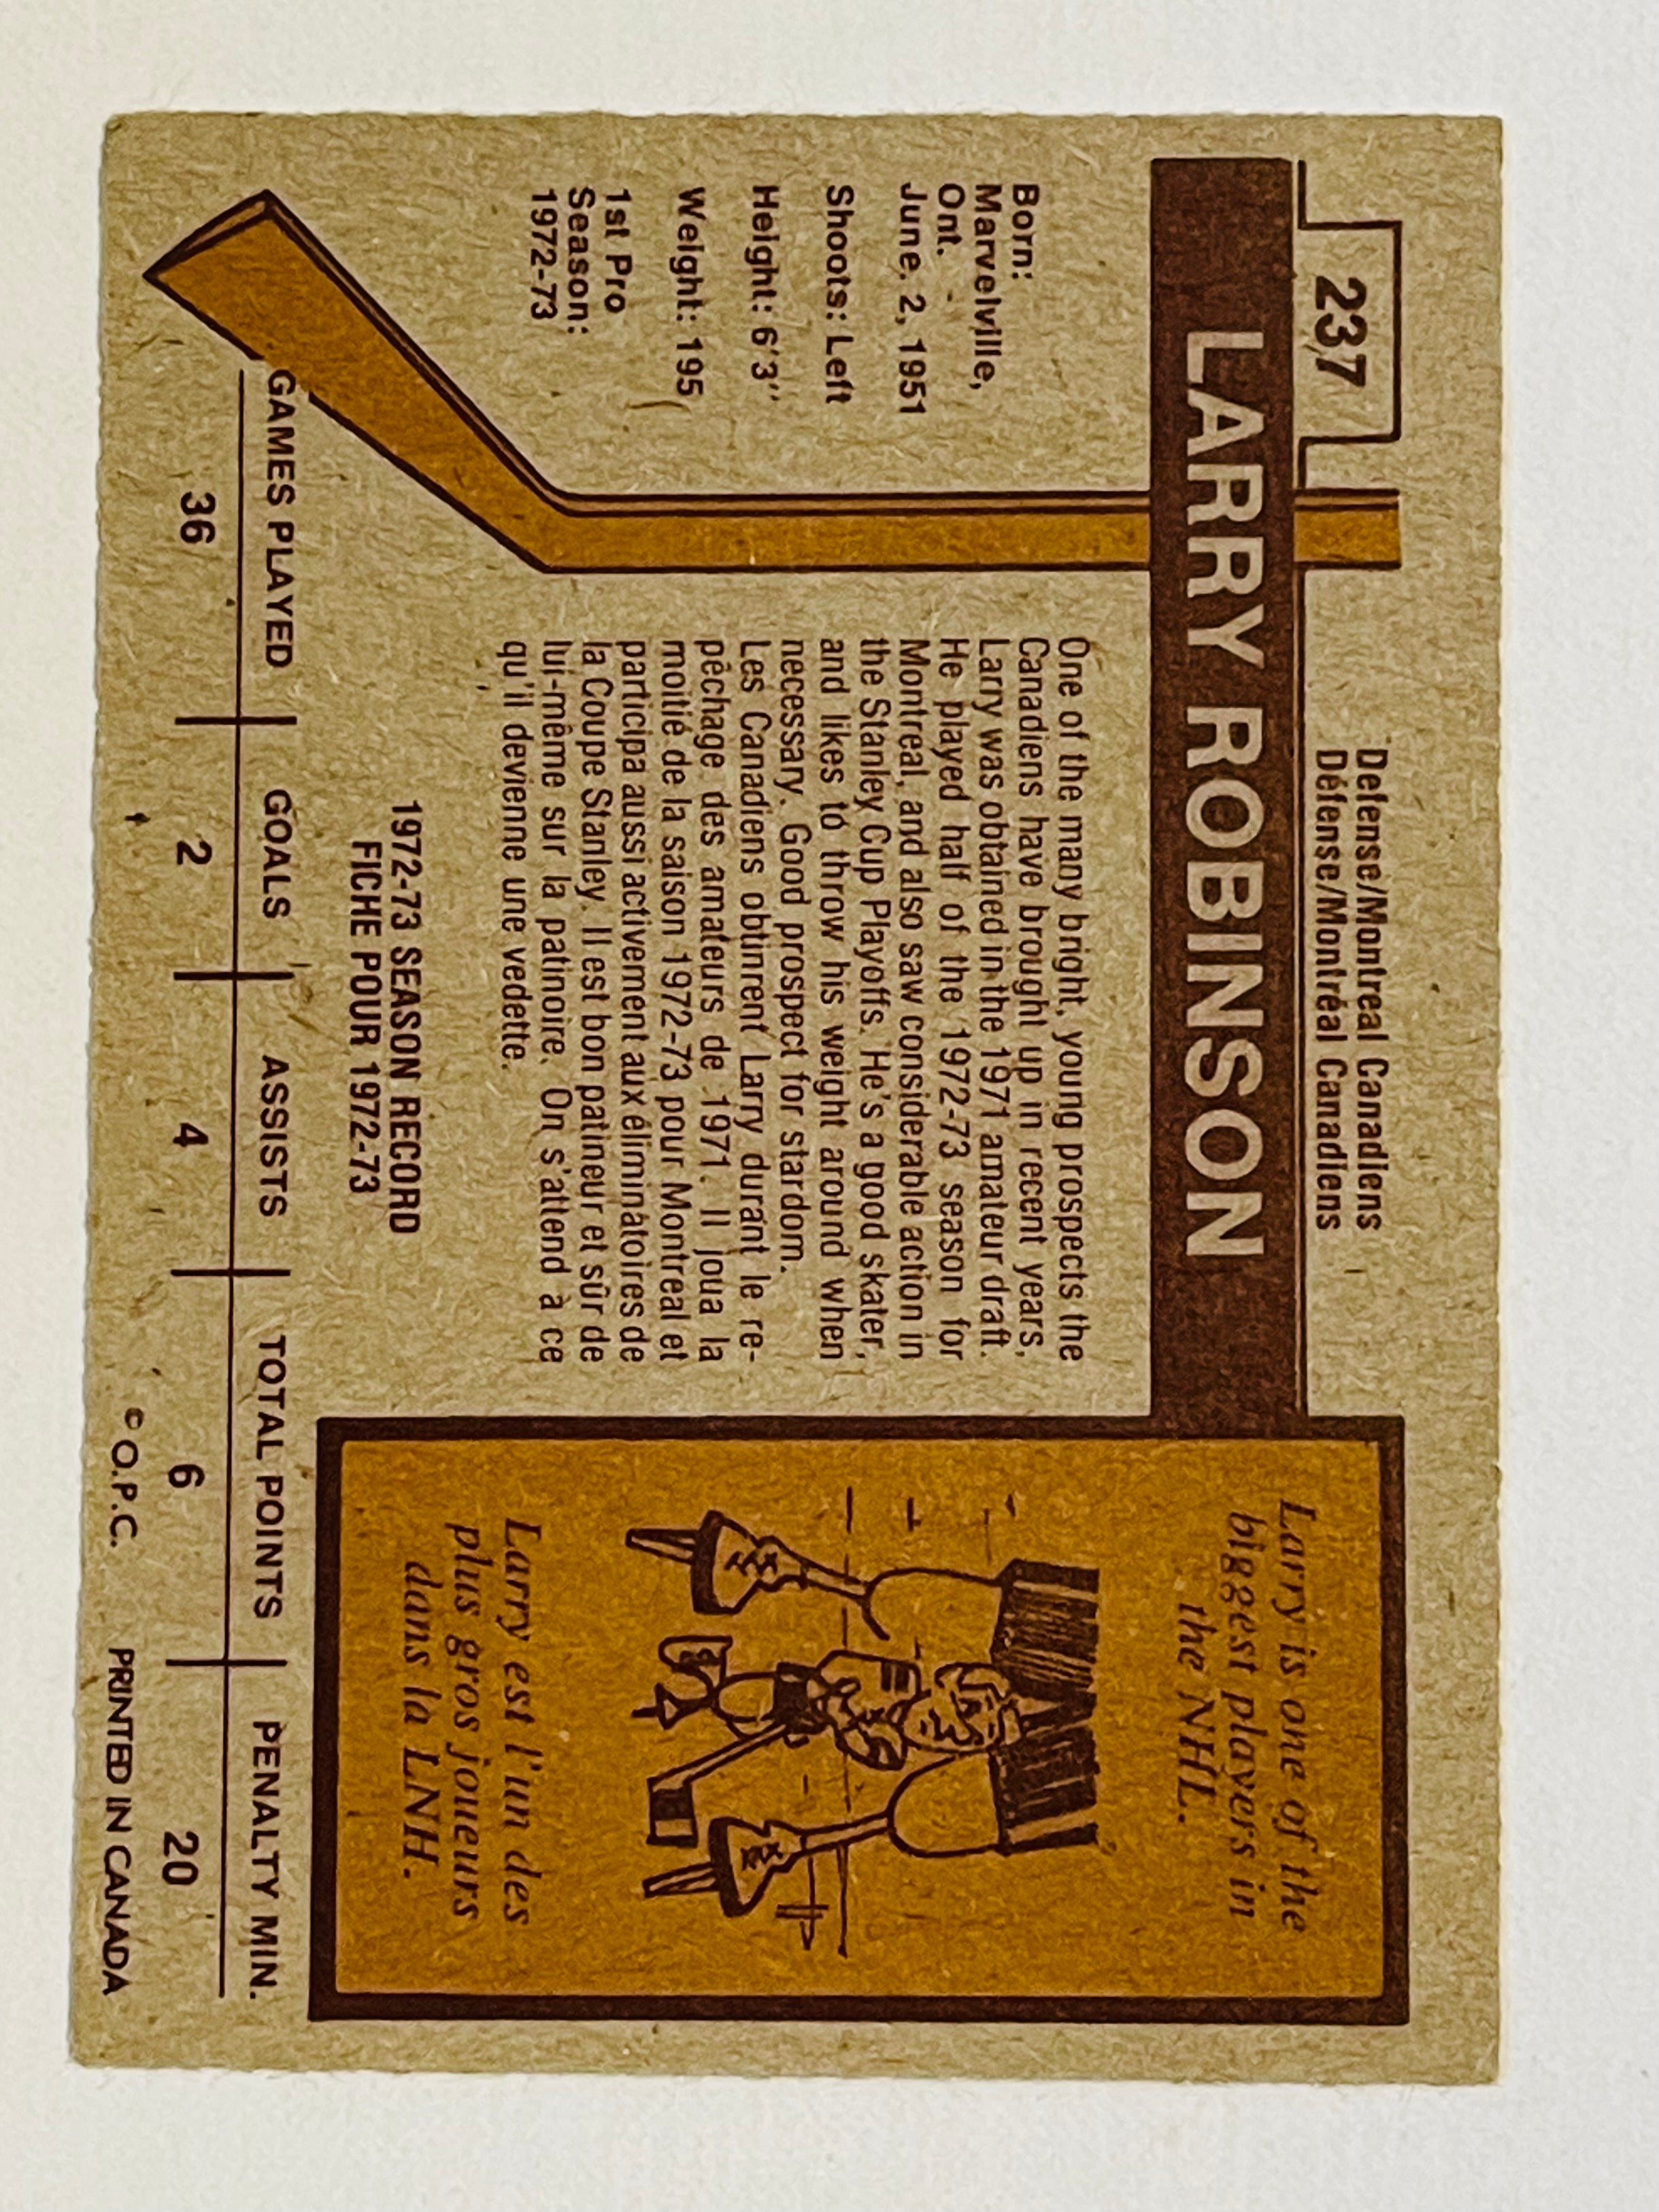 237
Defense/Montreal Canadiens
Défense/Montréal Canadiens
LARRY ROBINSON
Born:
Marvelville,
Ont.
June. 2, 1951
Shoots: Left
Height: 6'3''
Weight: 195
1st Pro
Season:
1972-73
One of the many bright, young prospects the
Canadiens have brought up in recent years,
Larry was obtained in the 1971 amateur draft.
He played half of the 1972-73 season for
Montreal, and also saw considerable action in
the Stanley Cup Playoffs. He's a good skater,
and likes to throw his weight around when
necessary. Good prospect for stardom.
Les Canadiens obtinrent Larry durant le re-
pêchage des amateurs de 1971. Il joua la
moitié de la saison 1972-73 pour Montreal et
participa aussi activement aux éliminatoires de
la Coupe Stanley. Il est bon patineur et sûr de
lui-même sur la patinoire. On s'attend à ce
qu'il devienne une vedette.
Larry is one of the
biggest players in
the NHL.
Larry est l'un des
plus gros joueurs
dans la LNH.
1972-73 SEASON RECORD
FICHE POUR 1972-73
GAMES PLAYED GOALS ASSISTS TOTAL POINTS PENALTY MIN.
36 2 4 6 20
© O.P.C. PRINTED IN CANADA